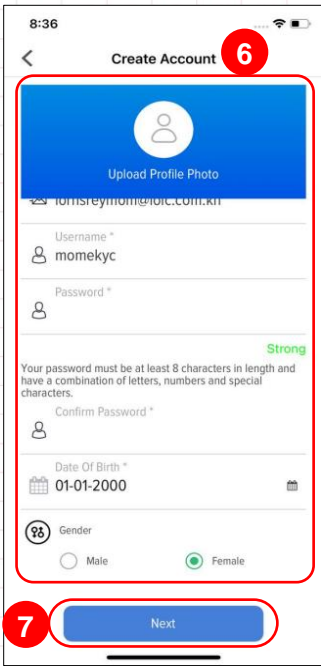 8:36
Create Account
6
Upload Profile Photo
Username *
momekyc
Password *
Strong
Your password must be at least 8 characters in length and
have a combination of letters, numbers and special
characters.
Confirm Password *
Date Of Birth *
01-01-2000
Gender
Male
Female
7
Next